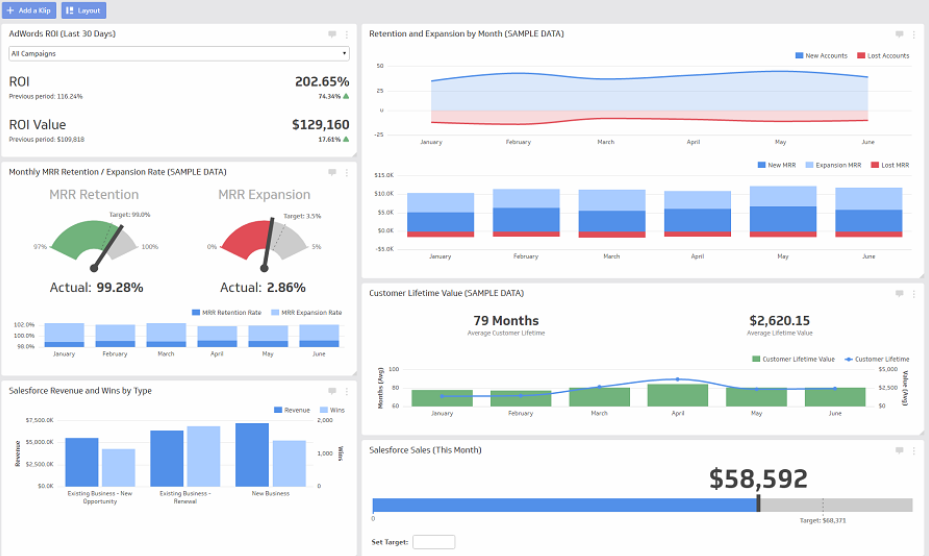 Add a Klip
Layout
AdWords ROI (Last 30 Days)
All Campaigns
ROI
202.65%
Previous period: 116.24%
74.34%
ROI Value
$129,160
Previous period: $109,818
17.61%
Monthly MRR Retention / Expansion Rate (SAMPLE DATA)
MRR Retention
MRR Expansion
Target: 99.0%
Target: 3.5%
97%
100%
0%
5%
Actual: 99.28%
Actual: 2.86%
MRR Retention Rate
MRR Expansion Rate
102.0%
100.0%
98.0%
January February March April May June
Salesforce Revenue and Wins by Type
Revenue
Wins
$7,500.0K
$5,000.0K
$2,500.0K
$0.0K
Revenue
2,000
1,000
0
Wins
Existing Business - New
Opportunity
Existing Business -
Renewal
New Business
Retention and Expansion by Month (SAMPLE DATA)
New Accounts
Lost Accounts
50
25
0
-25
January February March April May June
New MRR
Expansion MRR
Lost MRR
$15.0K
$10.0K
$5.0K
$0.0K
-$5.0K
January February March April May June
Customer Lifetime Value (SAMPLE DATA)
79 Months
Average Customer Lifetime
$2,620.15
Average Lifetime Value
Customer Lifetime Value
Customer Lifetime
Months (Avg)
100
80
60
$5,000
$2,500
$0
Value (Avg)
January February March April May June
Salesforce Sales (This Month)
$58,592
0
Target: $68,371
Set Target: